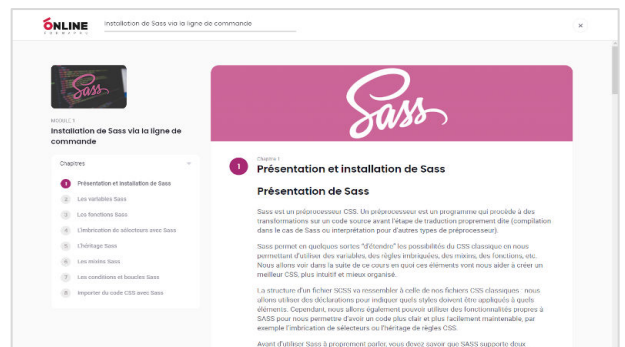 ONLINE
Installation de Sass via la ligne de commande
×
Sass
MODULE 1
Installation de Sass via la ligne de
commande
Chapitres
1 Présentation et installation de Sass
2 Les variables Sass
3 Les fonctions Sass
4 L'imbrication de sélecteurs avec Sass
5 L'héritage Sass
6 Les mixins Sass
7 Les conditions et boucles Sass
8 Importer du code CSS avec Sass
Sass
1
Chapitre 1
Présentation et installation de Sass
Présentation de Sass
Sass est un préprocesseur CSS. Un préprocesseur est un programme qui procède à des
transformations sur un code source avant l'étape de traduction proprement dite (compilation
dans le cas de Sass ou interprétation pour d'autres types de préprocesseur).
Sass permet en quelques sortes "d'étendre" les possibilités du CSS classique en nous
permettant d'utiliser des variables, des règles imbriquées, des mixins, des fonctions, etc.
Nous allons voir dans la suite de ce cours en quoi ces éléments vont nous aider à créer un
meilleur CSS, plus intuitif et mieux organisé.
La structure d'un fichier SCSS va ressembler à celle de nos fichiers CSS classiques : nous
allons utiliser des déclarations pour indiquer quels styles doivent être appliqués à quels
éléments. Cependant, nous allons également pouvoir utiliser des fonctionnalités propres à
SASS pour nous permettre d'avoir un code plus clair et plus facilement maintenable, par
exemple l'imbrication de sélecteurs ou l'héritage de règles CSS.
Avant d'utiliser Sass à proprement parler, vous devez savoir que SASS supporte deux